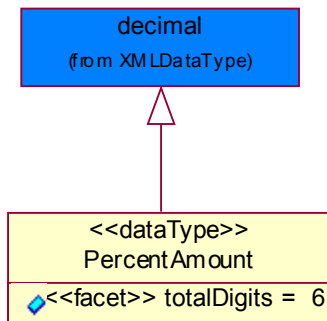 decimal
(from XMLDataType)
<<dataType>>
PercentAmount
<<facet>> totalDigits = 6